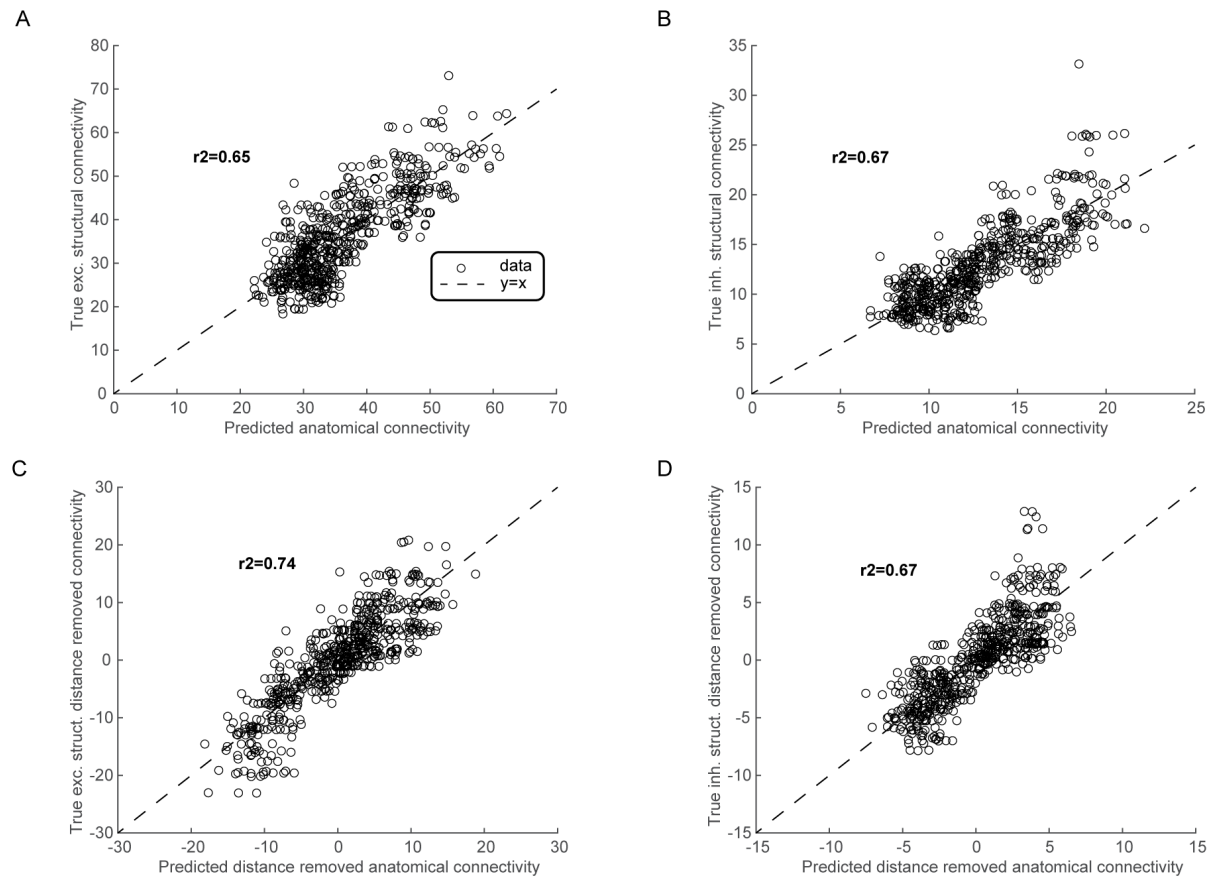 A
80
70
60
50
40
30
20
10
0
True exc. structural connectivity
r2=0.65
data
y=x
0 10 20 30 40 50 60 70
Predicted anatomical connectivity
B
35
30
25
20
15
10
5
0
True inh. structural connectivity
r2=0.67
0 5 10 15 20 25
Predicted anatomical connectivity
C
30
20
10
0
-10
-20
-30
True exc. struct. distance removed connectivity
r2=0.74
-30 -20 -10 0 10 20 30
Predicted distance removed anatomical connectivity
D
15
10
5
0
-5
-10
-15
True inh. struct. distance removed connectivity
r2=0.67
-15 -10 -5 0 5 10 15
Predicted distance removed anatomical connectivity